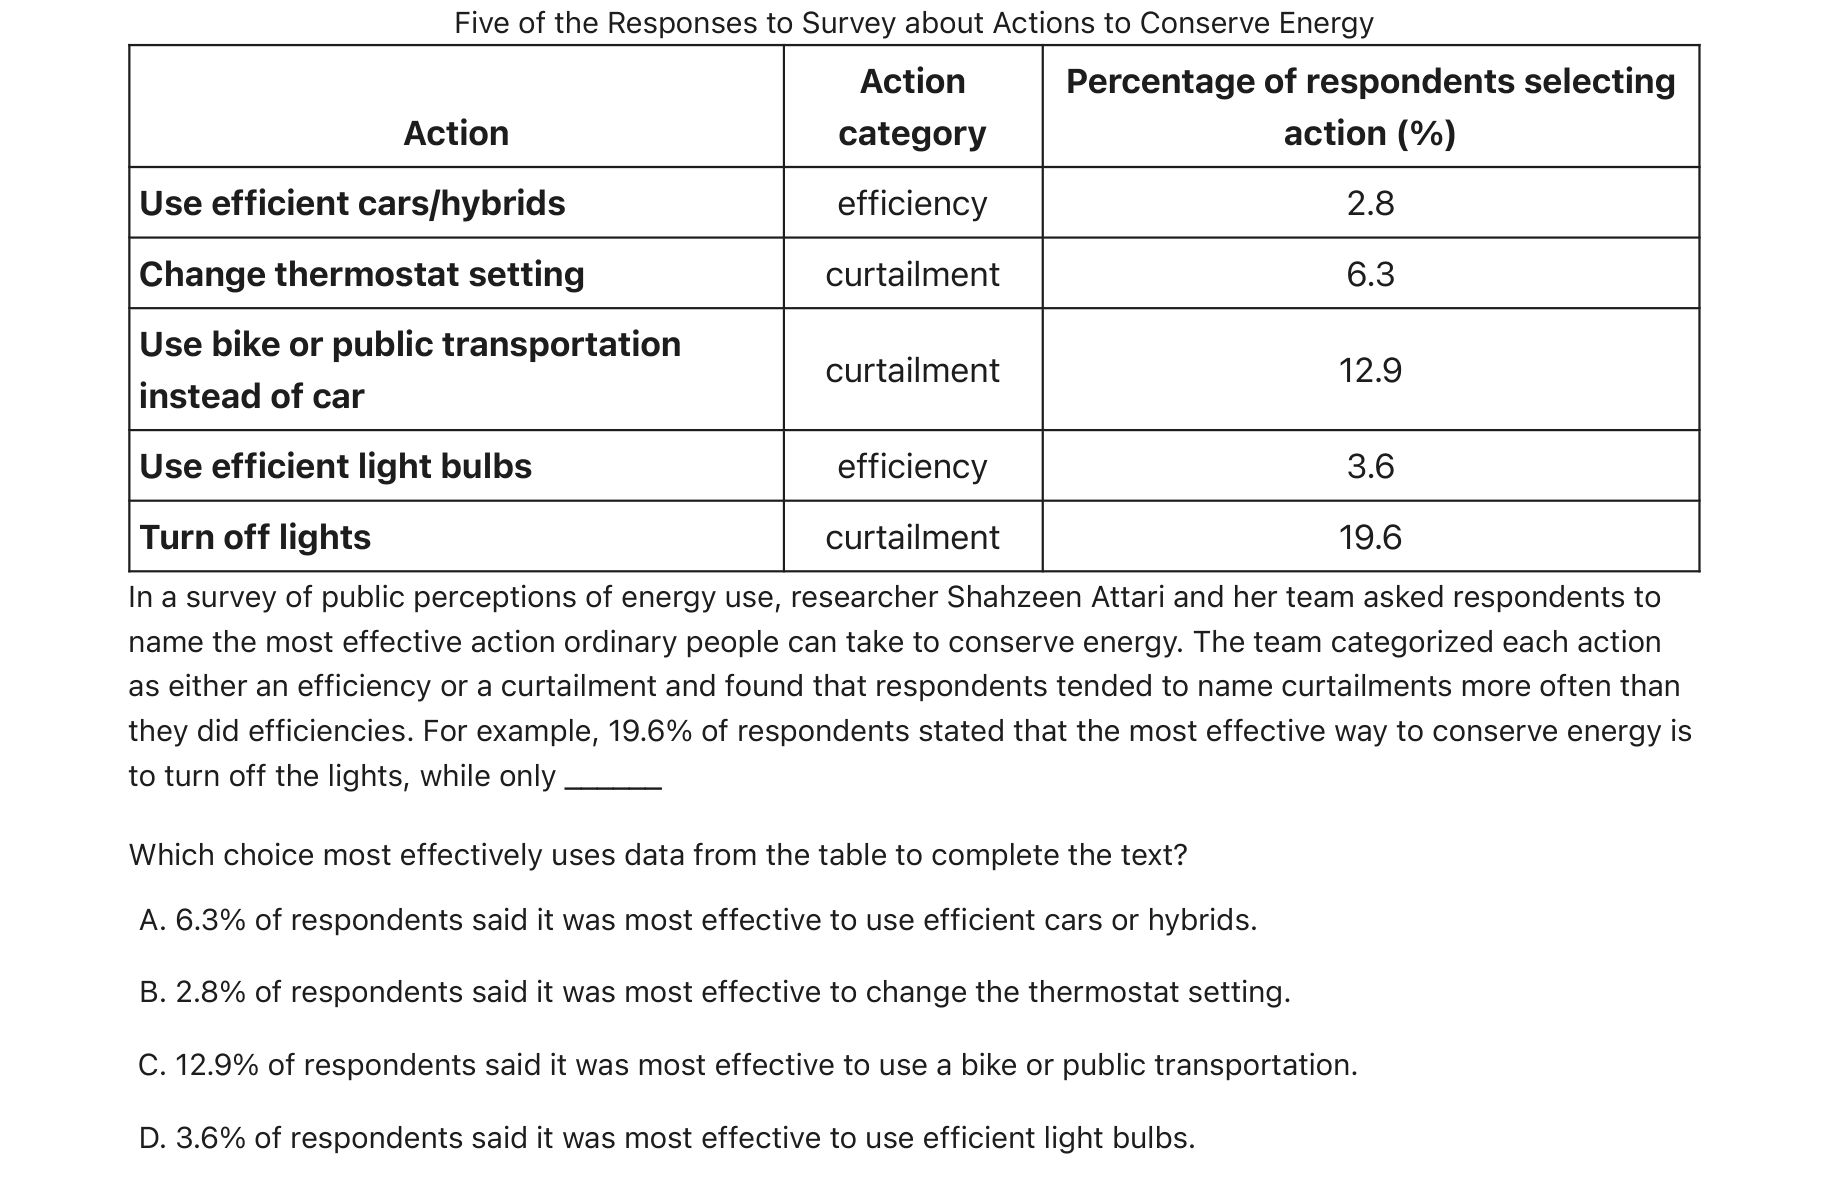 Five of the Responses to Survey about Actions to Conserve Energy
Action
Action category
Percentage of respondents selecting action (%)
Use efficient cars/hybrids efficiency 2.8
Change thermostat setting curtailment 6.3
Use bike or public transportation instead of car curtailment 12.9
Use efficient light bulbs efficiency 3.6
Turn off lights curtailment 19.6
In a survey of public perceptions of energy use, researcher Shahzeen Attari and her team asked respondents to
name the most effective action ordinary people can take to conserve energy. The team categorized each action
as either an efficiency or a curtailment and found that respondents tended to name curtailments more often than
they did efficiencies. For example, 19.6% of respondents stated that the most effective way to conserve energy is
to turn off the lights, while only ______
Which choice most effectively uses data from the table to complete the text?
A. 6.3% of respondents said it was most effective to use efficient cars or hybrids.
B. 2.8% of respondents said it was most effective to change the thermostat setting.
C. 12.9% of respondents said it was most effective to use a bike or public transportation.
D. 3.6% of respondents said it was most effective to use efficient light bulbs.